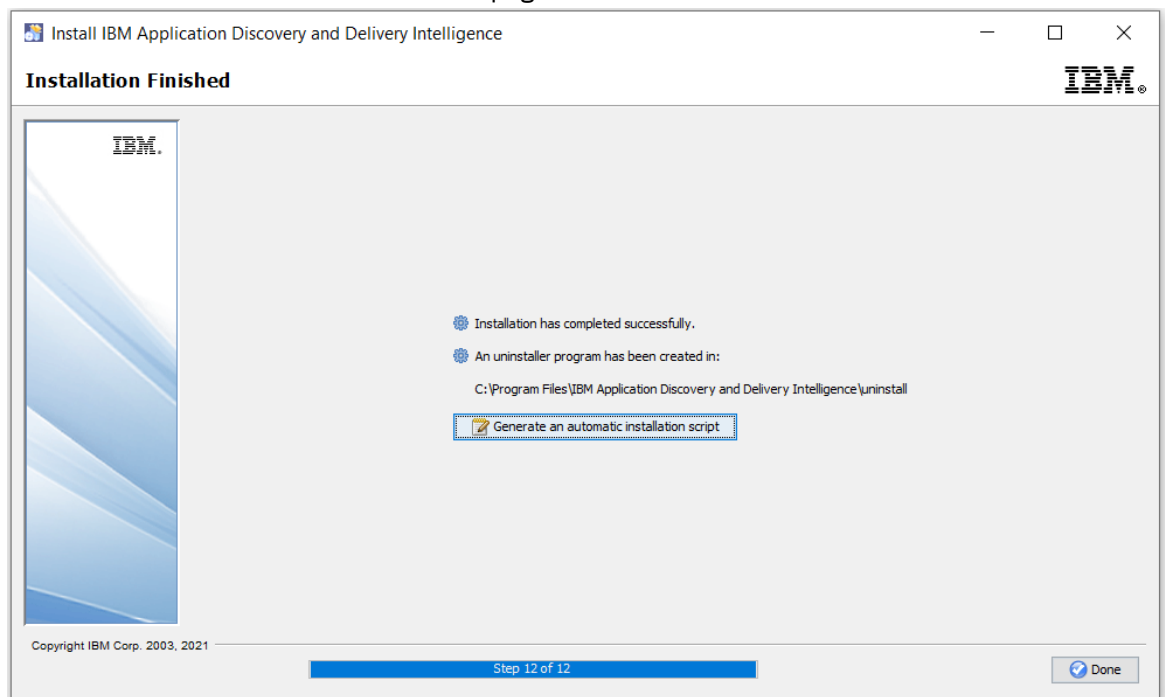 Install IBM Application Discovery and Delivery Intelligence
Installation Finished
IBM®
IBM.
Installation has completed successfully.
An uninstaller program has been created in:
C:\Program Files\IBM Application Discovery and Delivery Intelligence\uninstall
Generate an automatic installation script
Copyright IBM Corp. 2003, 2021
Step 12 of 12
Done